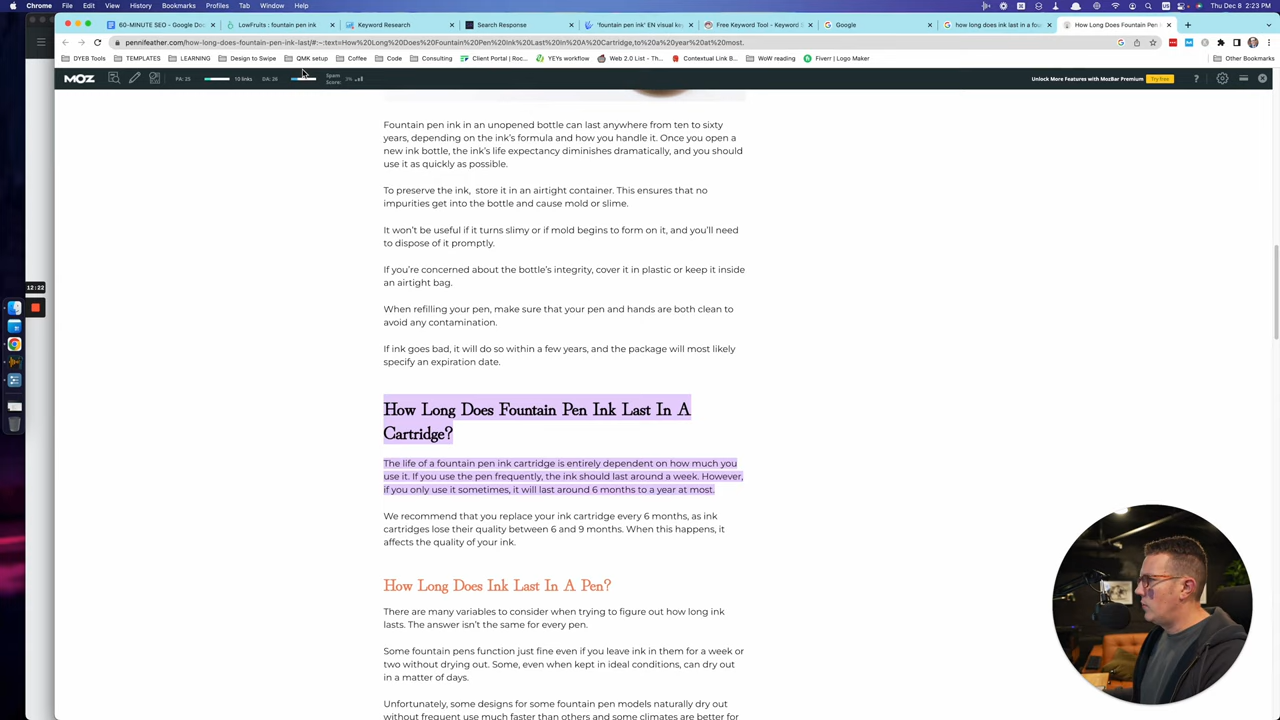 Chrome File Edit View History Bookmarks Profiles Tab Window Help Thu Dec 8 2:23 PM
60-MINUTE SEO - Google Doc LowFruits : fountain pen ink Keyword Research Search Response 'fountain pen ink' EN visual ke Free Keyword Tool - Keyword Google how long does ink last in a fou How Long Does Fountain Pen I
pennifeather.com/how-long-does-fountain-pen-ink-last/#:~:text=How%20Long%20Does%20Fountain%20Pen%20Ink%20Last%20in%20A%20Cartridge,to%20a%20year%20at%20most.
DYEB Tools TEMPLATES LEARNING Design to Swipe QMK setup Coffee Code Consulting Client Portal | Roc... YEYs workflow Web 2.0 List - Th... Contextual Link B... WoW reading Fiverr | Logo Maker Other Bookmarks
MOZ PA: 25 10 links DA: 26 Spam Score: 3% Unlock More Features with MozBar Premium Try free
Fountain pen ink in an unopened bottle can last anywhere from ten to sixty
years, depending on the ink's formula and how you handle it. Once you open a
new ink bottle, the ink's life expectancy diminishes dramatically, and you should
use it as quickly as possible.
To preserve the ink, store it in an airtight container. This ensures that no
impurities get into the bottle and cause mold or slime.
It won't be useful if it turns slimy or if mold begins to form on it, and you'll need
to dispose of it promptly.
If you're concerned about the bottle's integrity, cover it in plastic or keep it inside
an airtight bag.
12:22
When refilling your pen, make sure that your pen and hands are both clean to
avoid any contamination.
If ink goes bad, it will do so within a few years, and the package will most likely
specify an expiration date.
How Long Does Fountain Pen Ink Last In A
Cartridge?
The life of a fountain pen ink cartridge is entirely dependent on how much you
use it. If you use the pen frequently, the ink should last around a week. However,
if you only use it sometimes, it will last around 6 months to a year at most.
We recommend that you replace your ink cartridge every 6 months, as ink
cartridges lose their quality between 6 and 9 months. When this happens, it
affects the quality of your ink.
How Long Does Ink Last In A Pen?
There are many variables to consider when trying to figure out how long ink
lasts. The answer isn't the same for every pen.
Some fountain pens function just fine even if you leave ink in them for a week or
two without drying out. Some, even when kept in ideal conditions, can dry out
in a matter of days.
Unfortunately, some designs for some fountain pen models naturally dry out
without frequent use much faster than others and some climates are better for